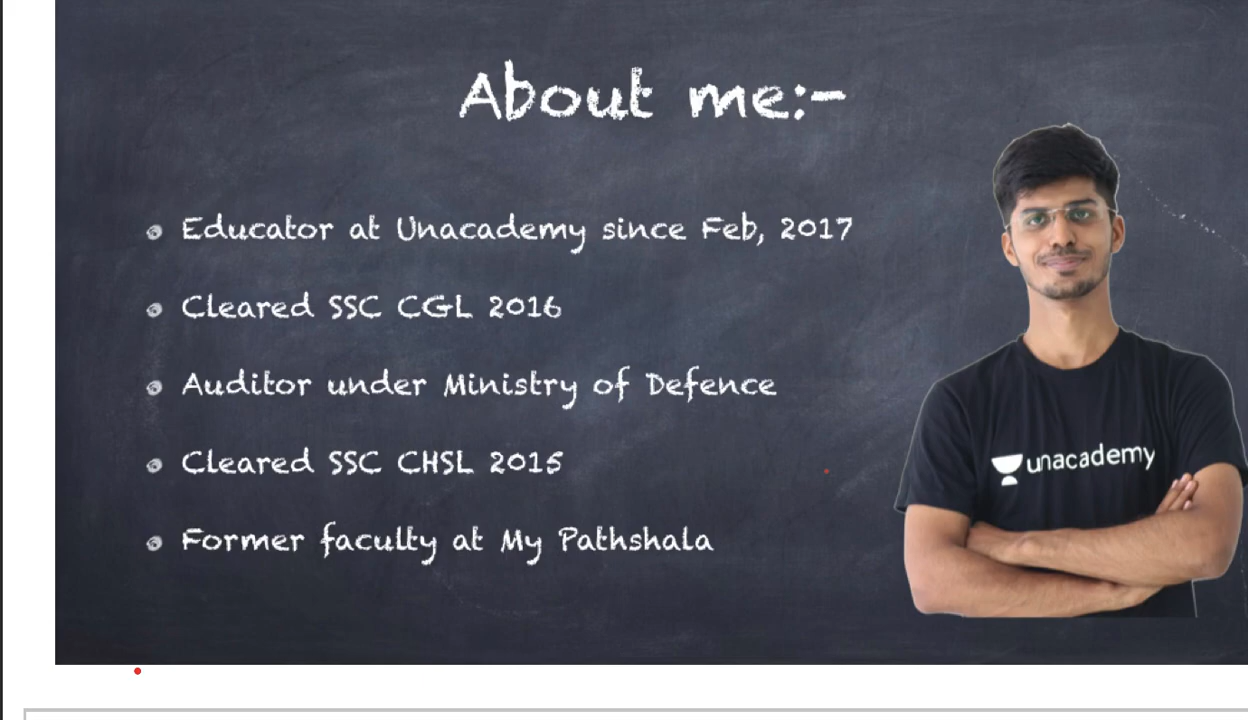 About me:-
Educator at Unacademy since Feb, 2017
Cleared SSC CGL 2016
Auditor under Ministry of Defence
Cleared SSC CHSL 2015
Former faculty at My Pathshala
unacademy